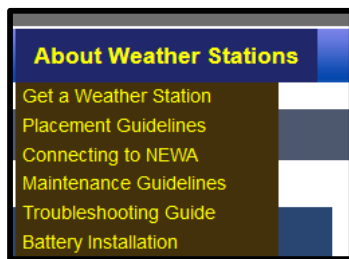 About Weather Stations
Get a Weather Station
Placement Guidelines
Connecting to NEWA
Maintenance Guidelines
Troubleshooting Guide
Battery Installation